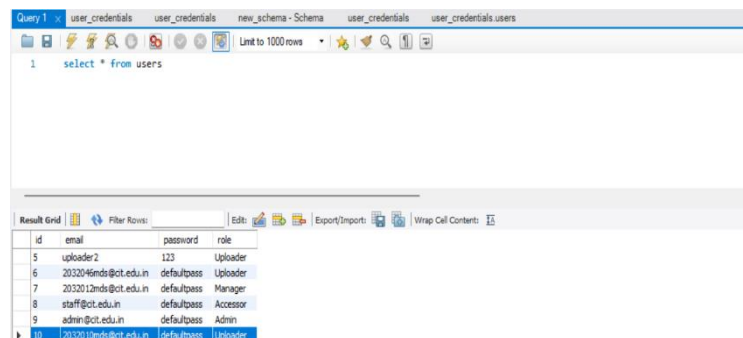 Query 1 user_credentials user_credentials new_schema - Schema user_credentials user_credentials.users
Limit to 1000 rows
1 select * from users
Result Grid Filter Rows: Edit: Export/Import: Wrap Cell Content:
id email password role
5 uploader2 123 Uploader
6 2032046mds@cit.edu.in defaultpass Uploader
7 2032012mds@cit.edu.in defaultpass Manager
8 staff@cit.edu.in defaultpass Accessor
9 admin@cit.edu.in defaultpass Admin
10 2032010mds@cit.edu.in defaultpass Uploader